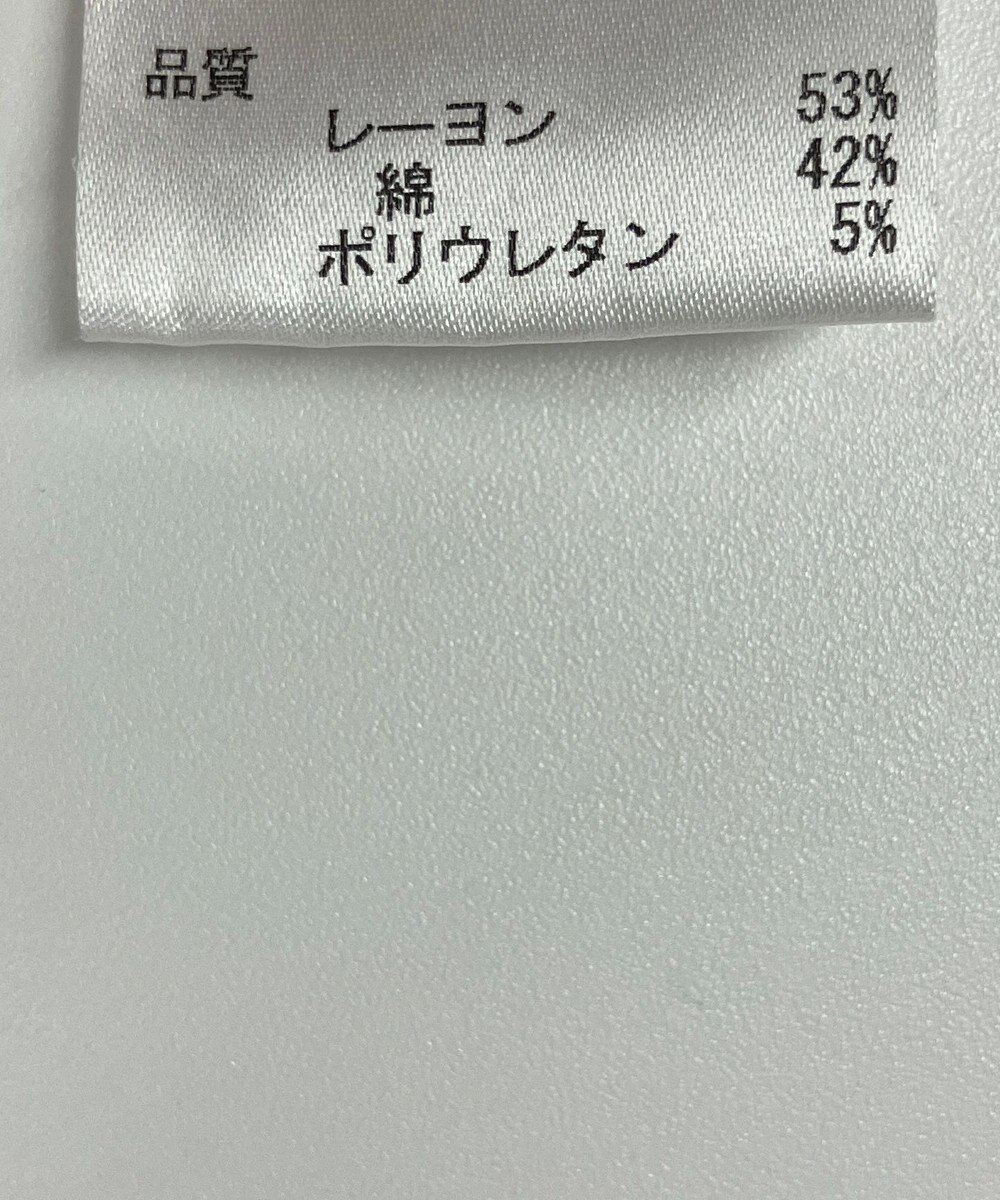 品質
レーヨン 53%
綿 42%
ポリウレタン 5%